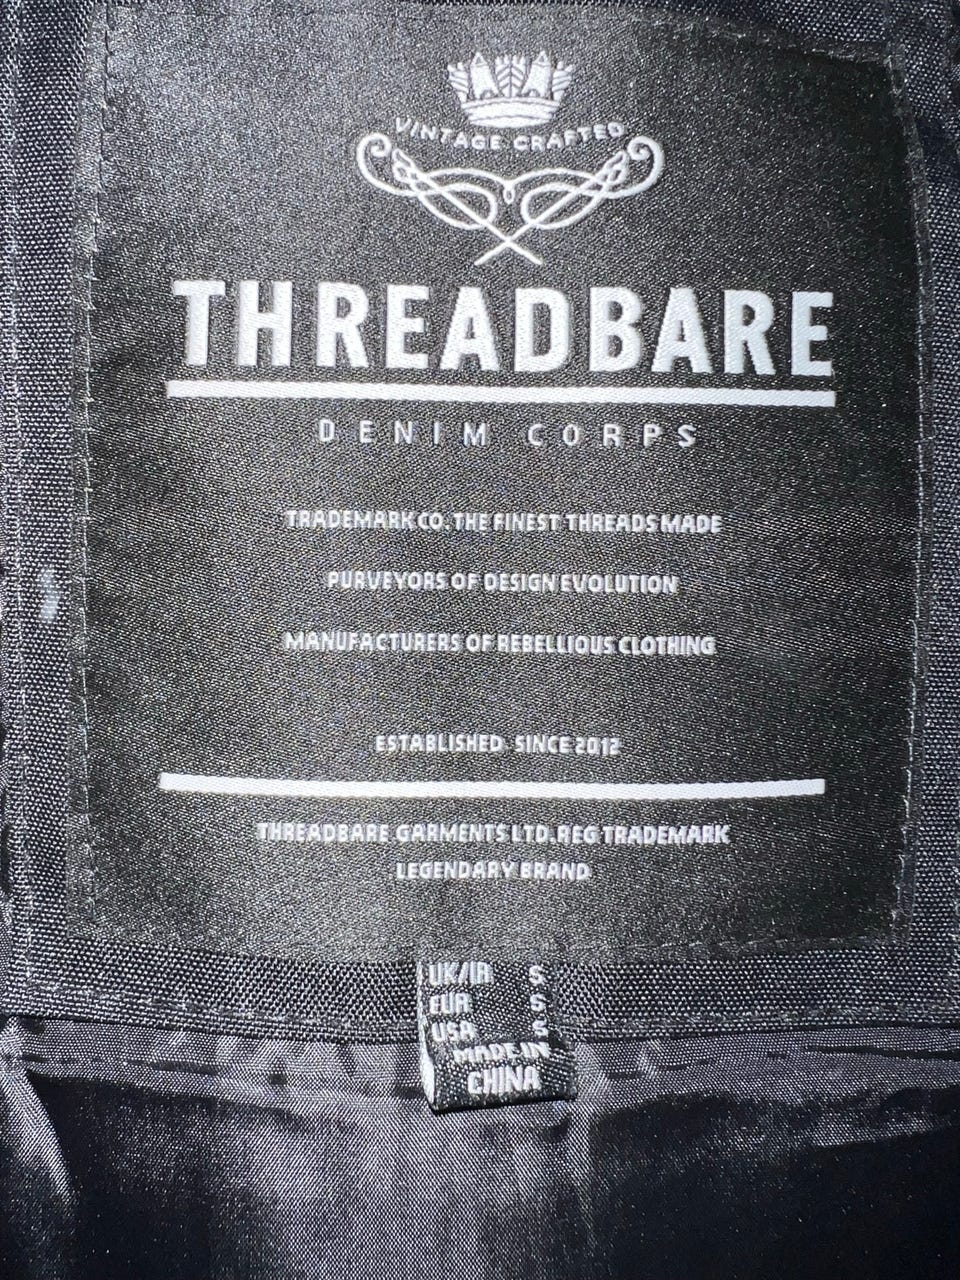 VINTAGE CRAFTED
THREADBARE
DENIM CORPS
TRADEMARK CO. THE FINEST THREADS MADE
PURVEYORS OF DESIGN EVOLUTION
MANUFACTURERS OF REBELLIOUS CLOTHING
ESTABLISHED SINCE 2012
THREADBARE GARMENTS LTD. REG TRADEMARK
LEGENDARY BRAND
UK/IR S
EUR S
USA S
MADE IN
CHINA